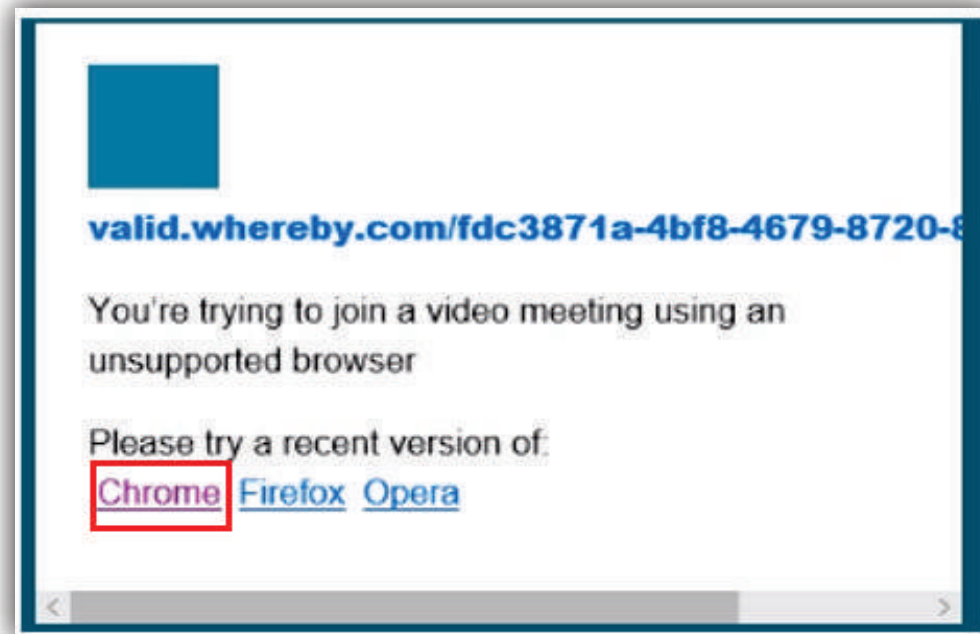 valid.whereby.com/fdc3871a-4bf8-4679-8720-
You're trying to join a video meeting using an
unsupported browser
Please try a recent version of:
Chrome Firefox Opera